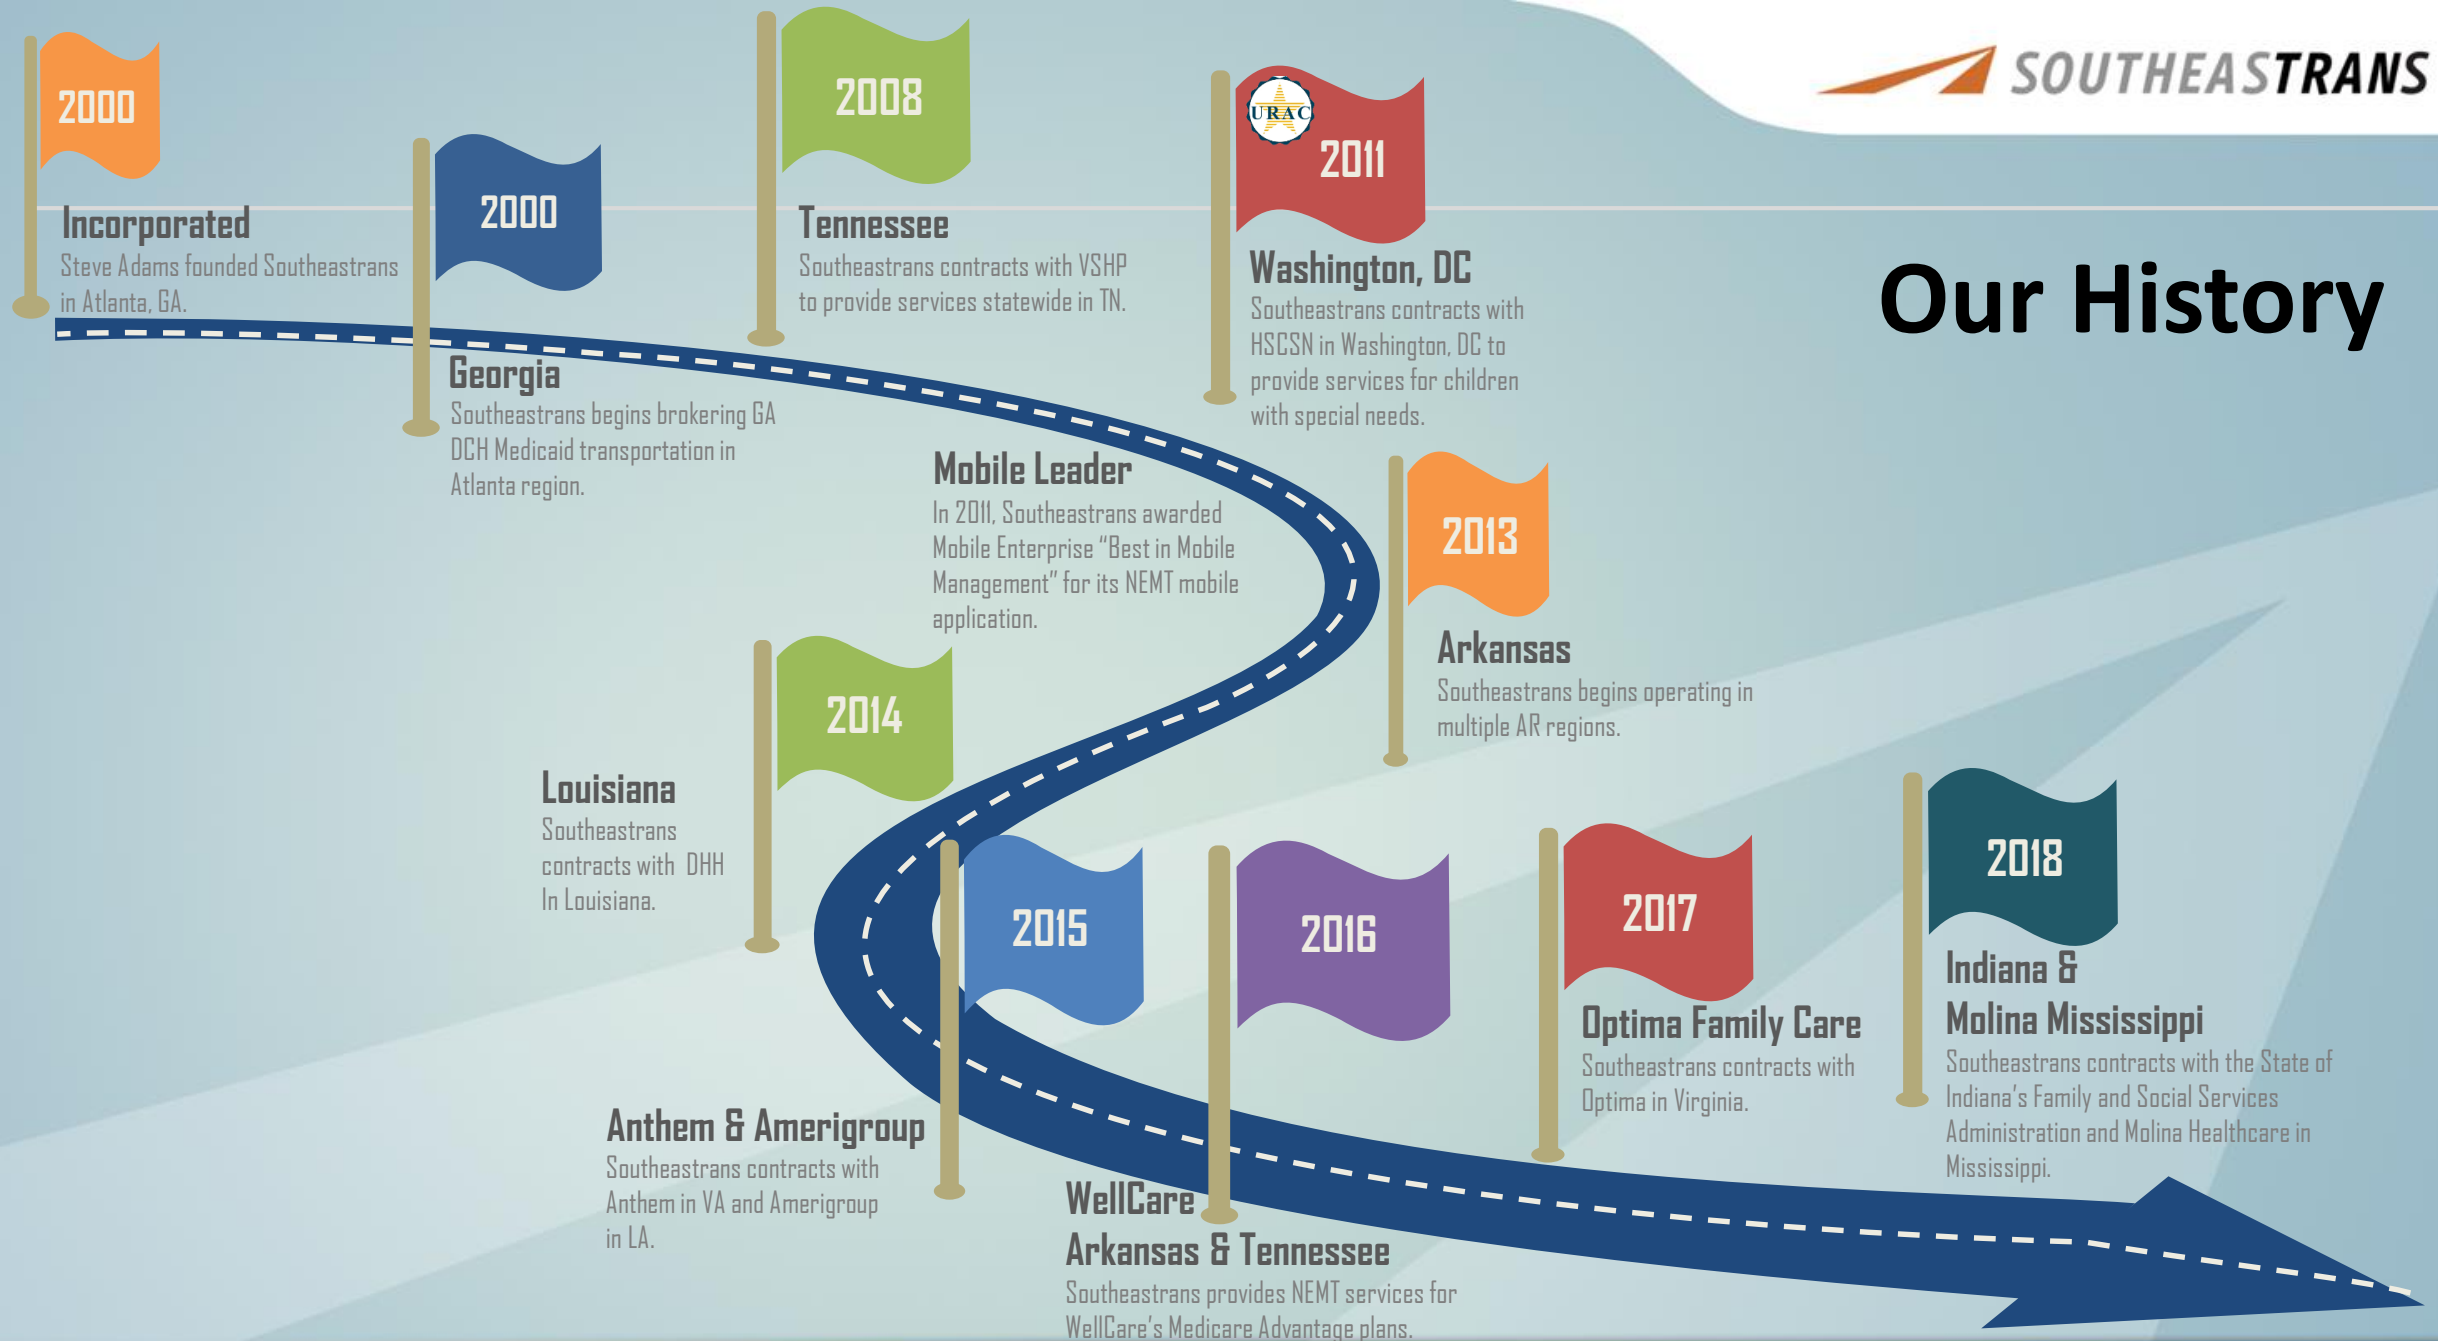 SOUTHEASTRANS
Our History
2000
Incorporated
Steve Adams founded Southeastrans
in Atlanta, GA.
2000
Georgia
Southeastrans begins brokering GA
DCH Medicaid transportation in
Atlanta region.
2008
Tennessee
Southeastrans contracts with VSHP
to provide services statewide in TN.
URAC
2011
Washington, DC
Southeastrans contracts with
HSCSN in Washington, DC to
provide services for children
with special needs.
Mobile Leader
In 2011, Southeastrans awarded
Mobile Enterprise “Best in Mobile
Management” for its NEMT mobile
application.
2013
Arkansas
Southeastrans begins operating in
multiple AR regions.
2014
Louisiana
Southeastrans
contracts with DHH
In Louisiana.
2015
Anthem & Amerigroup
Southeastrans contracts with
Anthem in VA and Amerigroup
in LA.
2016
WellCare
Arkansas & Tennessee
Southeastrans provides NEMT services for
WellCare’s Medicare Advantage plans.
2017
Optima Family Care
Southeastrans contracts with
Optima in Virginia.
2018
Indiana &
Molina Mississippi
Southeastrans contracts with the State of
Indiana’s Family and Social Services
Administration and Molina Healthcare in
Mississippi.